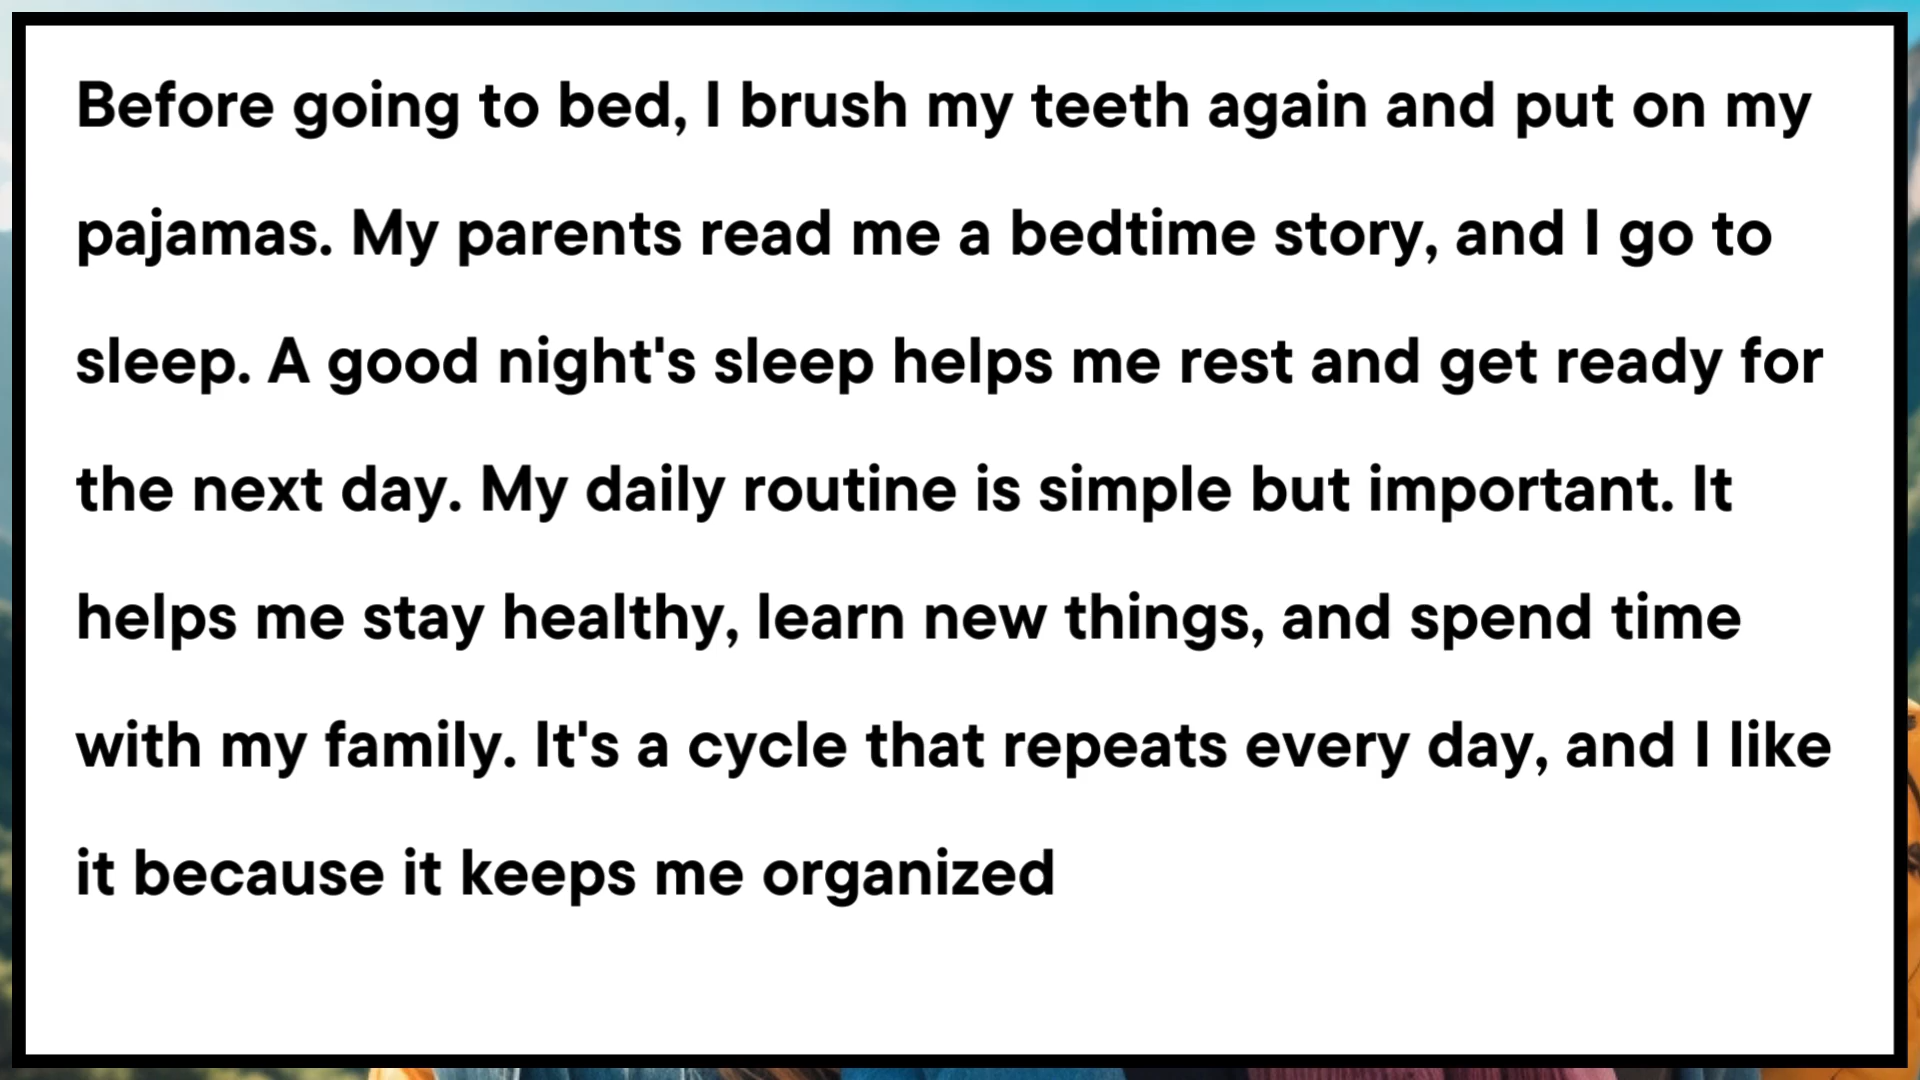 Before going to bed, I brush my teeth again and put on my
pajamas. My parents read me a bedtime story, and I go to
sleep. A good night's sleep helps me rest and get ready for
the next day. My daily routine is simple but important. It
helps me stay healthy, learn new things, and spend time
with my family. It's a cycle that repeats every day, and I like
it because it keeps me organized